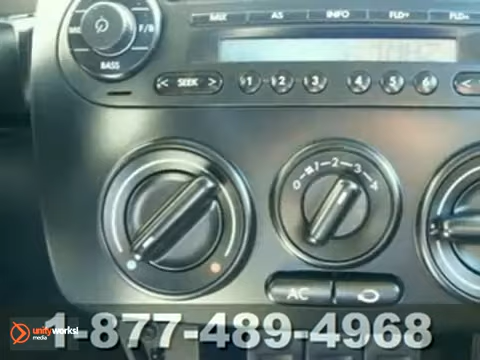 MIX AS INFO FLD+ FLD-
F/B
BASS
< SEEK > 1 2 3 4 5 6 <
0 1 2 3 4
AC
1-877-489-4968
unityworks!
media